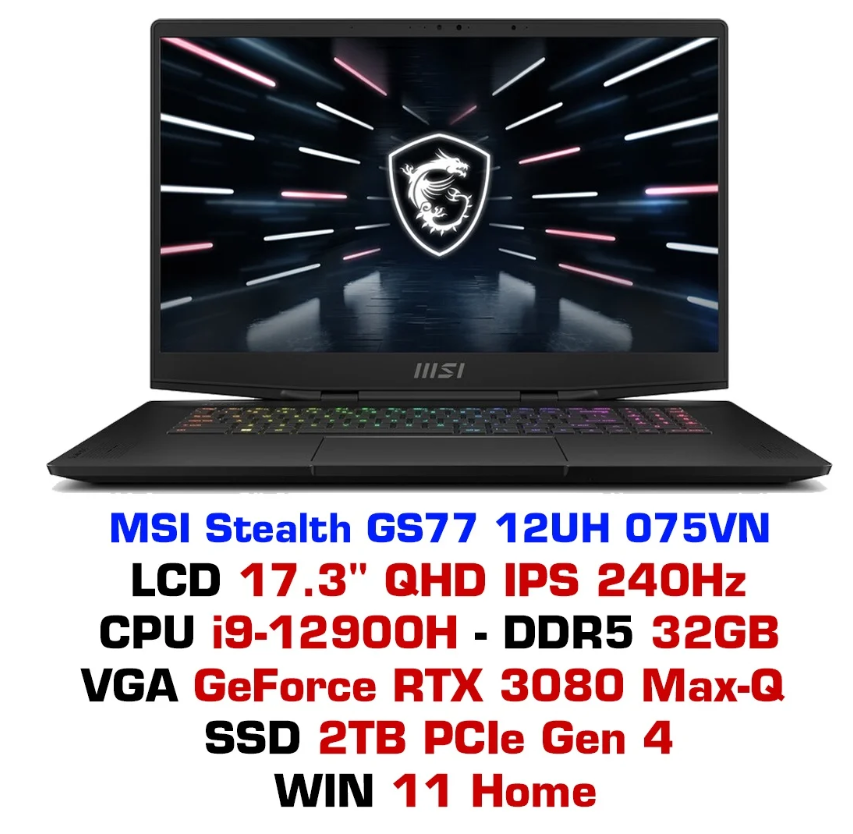 msi
MSI Stealth GS77 12UH 075VN
LCD 17.3" QHD IPS 240Hz
CPU i9-12900H - DDR5 32GB
VGA GeForce RTX 3080 Max-Q
SSD 2TB PCIe Gen 4
WIN 11 Home